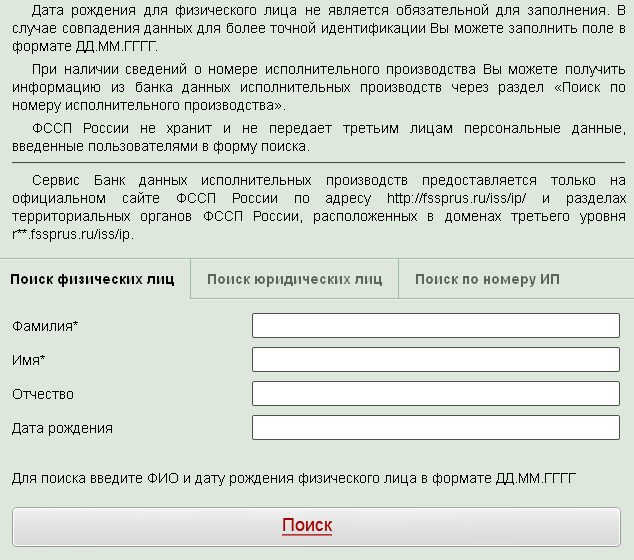 Дата рождения для физического лица не является обязательной для заполнения. В
случае совпадения данных для более точной идентификации Вы можете заполнить поле в
формате ДД.ММ.ГГГГ.
При наличии сведений о номере исполнительного производства Вы можете получить
информацию из банка данных исполнительных производств через раздел «Поиск по
номеру исполнительного производства».
ФССП России не хранит и не передает третьим лицам персональные данные,
введенные пользователями в форму поиска.
Сервис Банк данных исполнительных производств предоставляется только на
официальном сайте ФССП России по адресу http://fssprus.ru/iss/ip/ и разделах
территориальных органов ФССП России, расположенных в доменах третьего уровня
r**.fssprus.ru/iss/ip.
Поиск физических лиц Поиск юридических лиц Поиск по номеру ИП
Фамилия*
Имя*
Отчество
Дата рождения
Для поиска введите ФИО и дату рождения физического лица в формате ДД.ММ.ГГГГ
Поиск